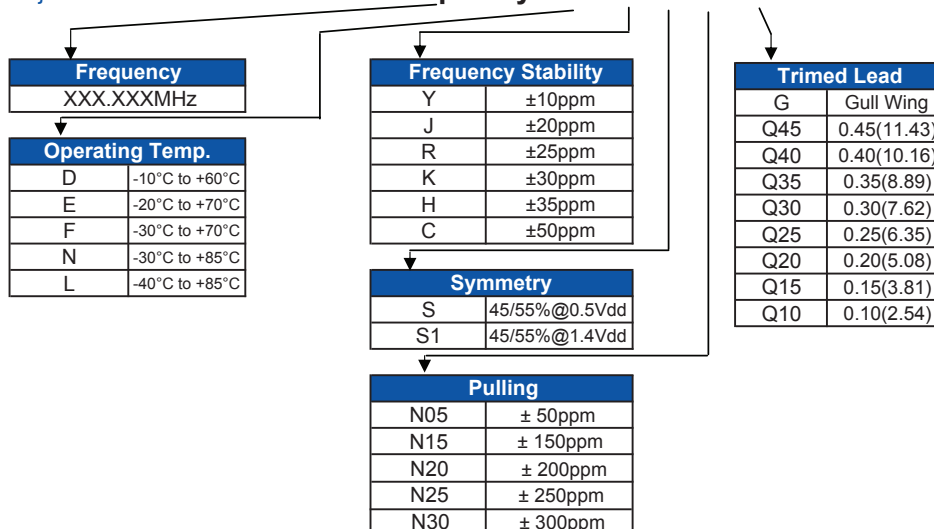 Frequency
XXX.XXXMHz
Operating Temp.
D -10°C to +60°C
E -20°C to +70°C
F -30°C to +70°C
N -30°C to +85°C
L -40°C to +85°C
Frequency Stability
Y ±10ppm
J ±20ppm
R ±25ppm
K ±30ppm
H ±35ppm
C ±50ppm
Symmetry
S 45/55%@0.5Vdd
S1 45/55%@1.4Vdd
Pulling
N05 ± 50ppm
N15 ± 150ppm
N20 ± 200ppm
N25 ± 250ppm
N30 ± 300ppm
Trimed Lead
G Gull Wing
Q45 0.45(11.43)
Q40 0.40(10.16)
Q35 0.35(8.89)
Q30 0.30(7.62)
Q25 0.25(6.35)
Q20 0.20(5.08)
Q15 0.15(3.81)
Q10 0.10(2.54)